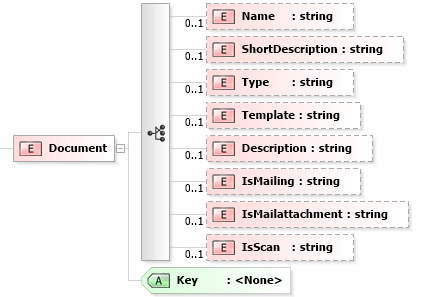 E Name : string
0..1
E ShortDescription : string
0..1
E Type : string
0..1
E Template : string
0..1
E Document
E Description : string
0..1
E IsMailing : string
0..1
E IsMailattachment : string
0..1
E IsScan : string
0..1
A Key : <None>